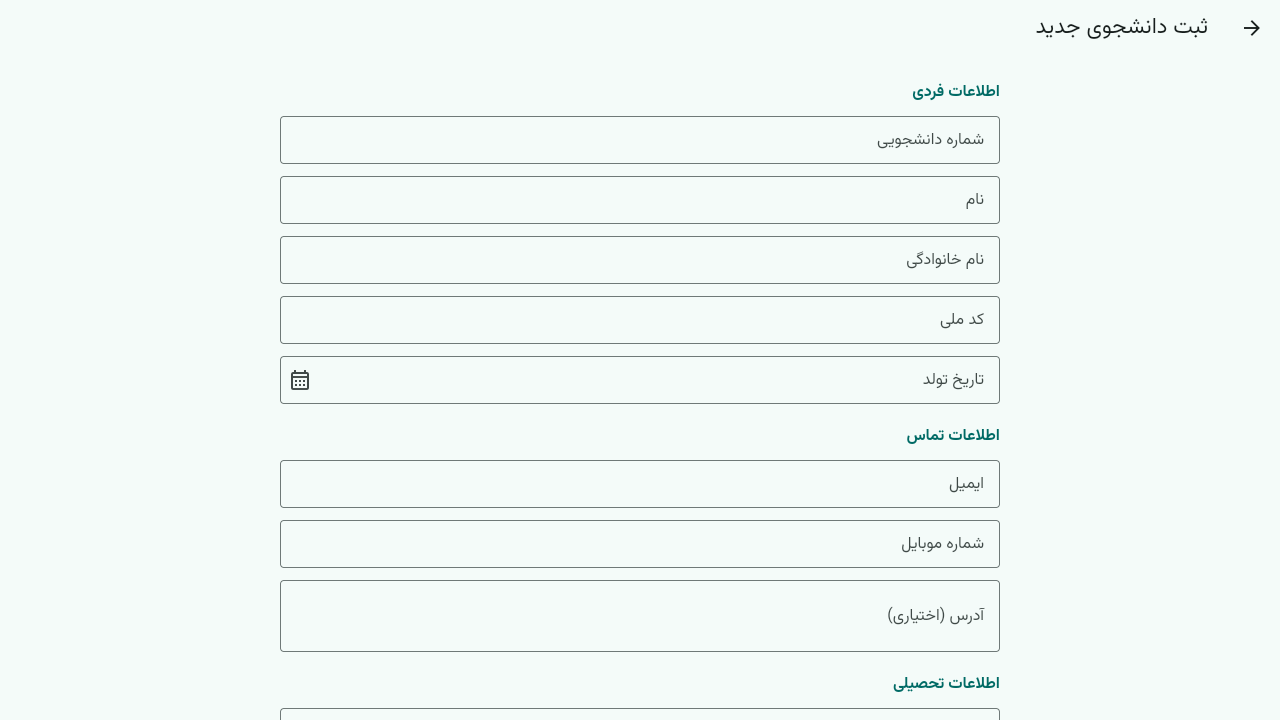 ثبت دانشجوی جدید
اطلاعات فردی
شماره دانشجویی
نام
نام خانوادگی
کد ملی
تاریخ تولد
اطلاعات تماس
ایمیل
شماره موبایل
آدرس (اختیاری)
اطلاعات تحصیلی